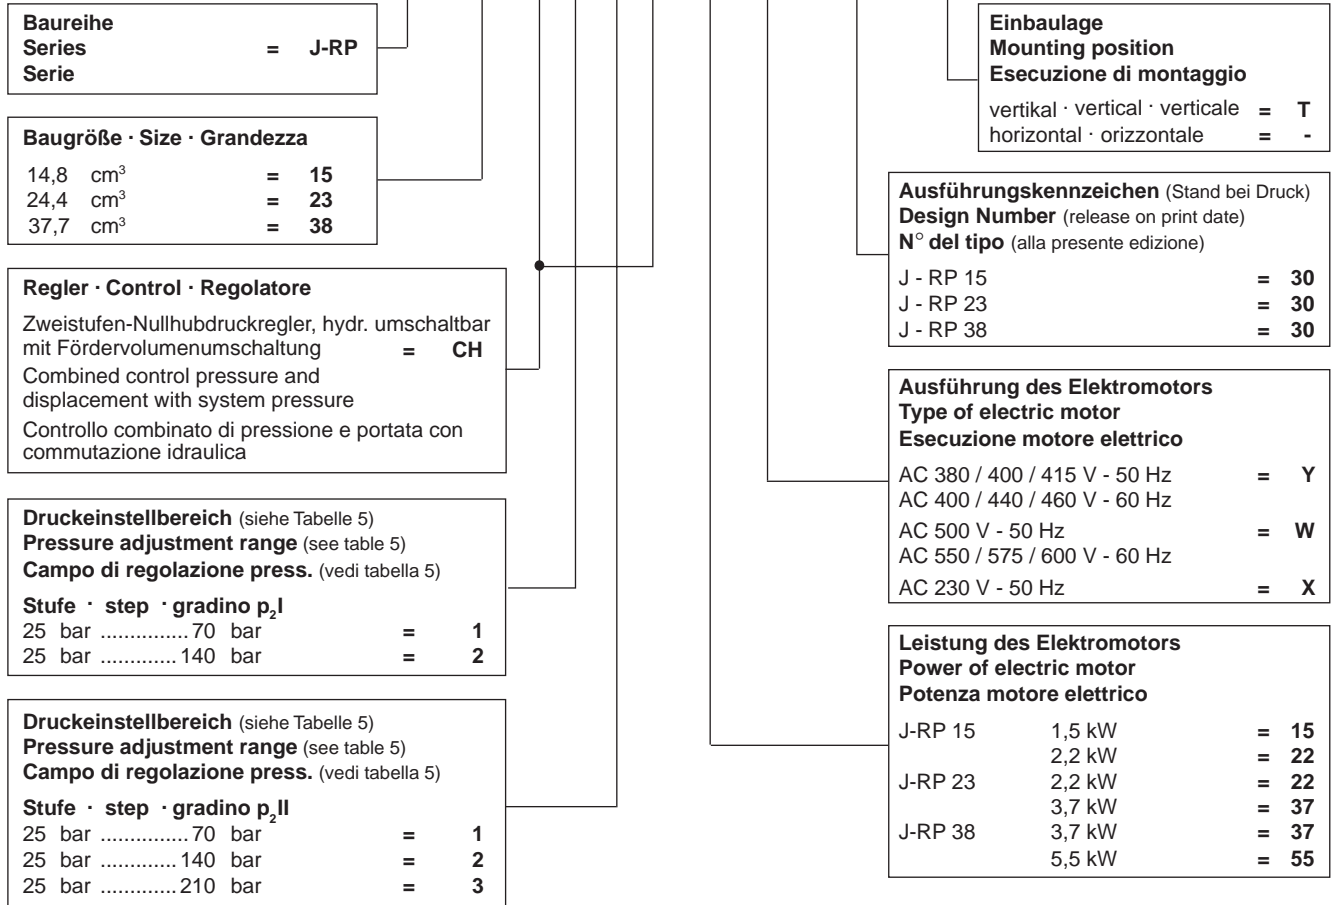 Baureihe
Series = J-RP
Serie
Baugröße · Size · Grandezza
14,8 cm³ = 15
24,4 cm³ = 23
37,7 cm³ = 38
Regler · Control · Regolatore
Zweistufen-Nullhubdruckregler, hydr. umschaltbar
mit Fördervolumenumschaltung = CH
Combined control pressure and
displacement with system pressure
Controllo combinato di pressione e portata con
commutazione idraulica
Druckeinstellbereich (siehe Tabelle 5)
Pressure adjustment range (see table 5)
Campo di regolazione press. (vedi tabella 5)
Stufe · step · gradino p₂I
25 bar ............... 70 bar = 1
25 bar ............. 140 bar = 2
Druckeinstellbereich (siehe Tabelle 5)
Pressure adjustment range (see table 5)
Campo di regolazione press. (vedi tabella 5)
Stufe · step · gradino p₂II
25 bar ............... 70 bar = 1
25 bar ............. 140 bar = 2
25 bar ............. 210 bar = 3
Einbaulage
Mounting position
Esecuzione di montaggio
vertikal · vertical · verticale = T
horizontal · orizzontale = -
Ausführungskennzeichen (Stand bei Druck)
Design Number (release on print date)
N° del tipo (alla presente edizione)
J - RP 15 = 30
J - RP 23 = 30
J - RP 38 = 30
Ausführung des Elektromotors
Type of electric motor
Esecuzione motore elettrico
AC 380 / 400 / 415 V - 50 Hz = Y
AC 400 / 440 / 460 V - 60 Hz
AC 500 V - 50 Hz = W
AC 550 / 575 / 600 V - 60 Hz
AC 230 V - 50 Hz = X
Leistung des Elektromotors
Power of electric motor
Potenza motore elettrico
J-RP 15 1,5 kW = 15
2,2 kW = 22
J-RP 23 2,2 kW = 22
3,7 kW = 37
J-RP 38 3,7 kW = 37
5,5 kW = 55